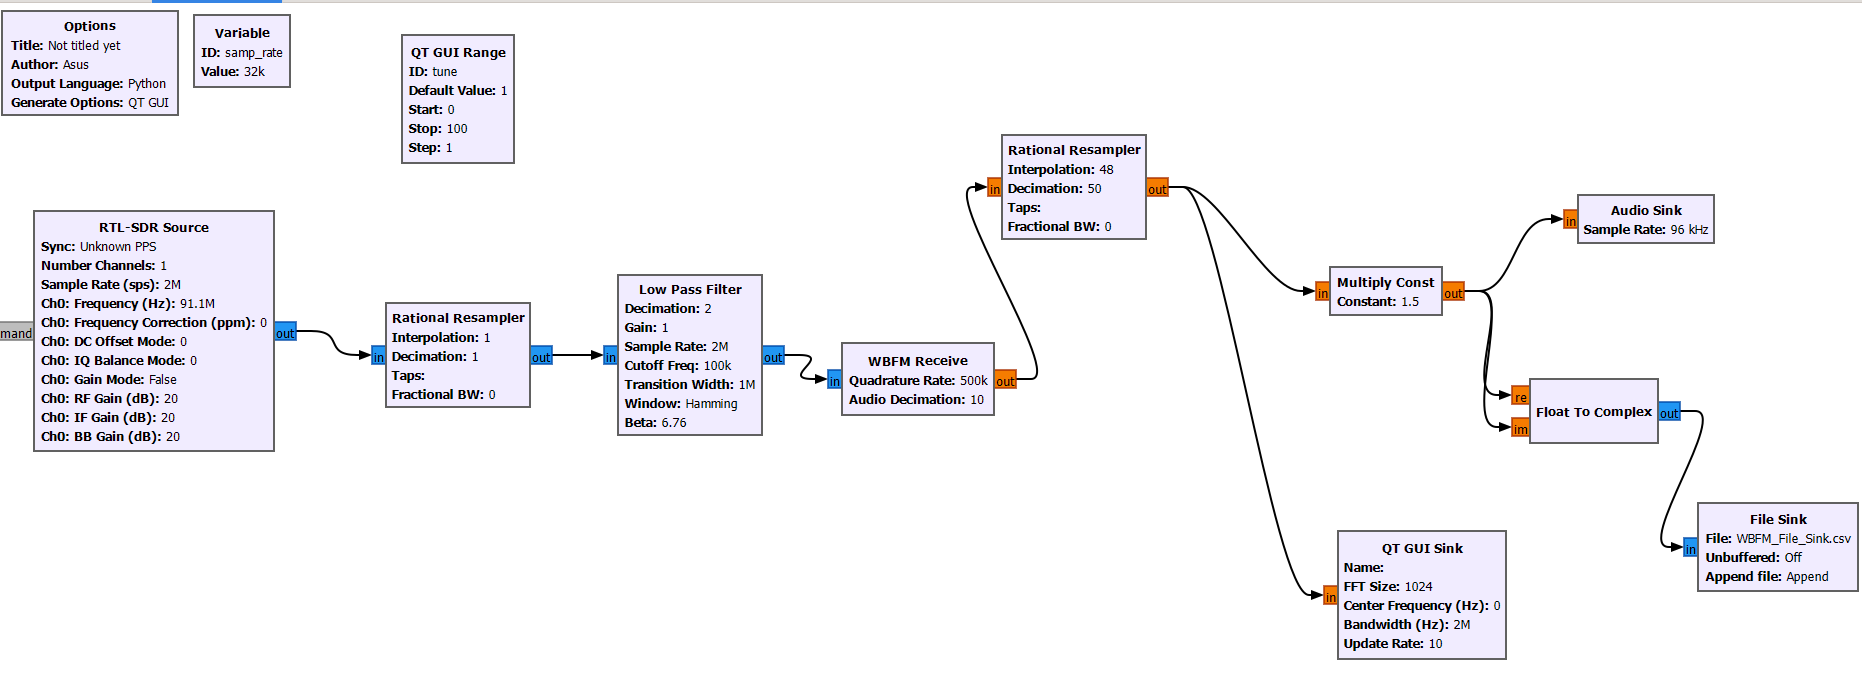 Options
Title: Not titled yet
Author: Asus
Output Language: Python
Generate Options: QT GUI
Variable
ID: samp_rate
Value: 32k
QT GUI Range
ID: tune
Default Value: 1
Start: 0
Stop: 100
Step: 1
RTL-SDR Source
Sync: Unknown PPS
Number Channels: 1
Sample Rate (sps): 2M
Ch0: Frequency (Hz): 91.1M
Ch0: Frequency Correction (ppm): 0
Ch0: DC Offset Mode: 0
Ch0: IQ Balance Mode: 0
Ch0: Gain Mode: False
Ch0: RF Gain (dB): 20
Ch0: IF Gain (dB): 20
Ch0: BB Gain (dB): 20
mand
out
in
Rational Resampler
Interpolation: 1
Decimation: 1
Taps:
Fractional BW: 0
out
in
Low Pass Filter
Decimation: 2
Gain: 1
Sample Rate: 2M
Cutoff Freq: 100k
Transition Width: 1M
Window: Hamming
Beta: 6.76
out
in
WBFM Receive
Quadrature Rate: 500k
Audio Decimation: 10
out
in
Rational Resampler
Interpolation: 48
Decimation: 50
Taps:
Fractional BW: 0
out
in
Multiply Const
Constant: 1.5
out
in
Audio Sink
Sample Rate: 96 kHz
re
im
Float To Complex
out
in
File Sink
File: WBFM_File_Sink.csv
Unbuffered: Off
Append file: Append
in
QT GUI Sink
Name:
FFT Size: 1024
Center Frequency (Hz): 0
Bandwidth (Hz): 2M
Update Rate: 10